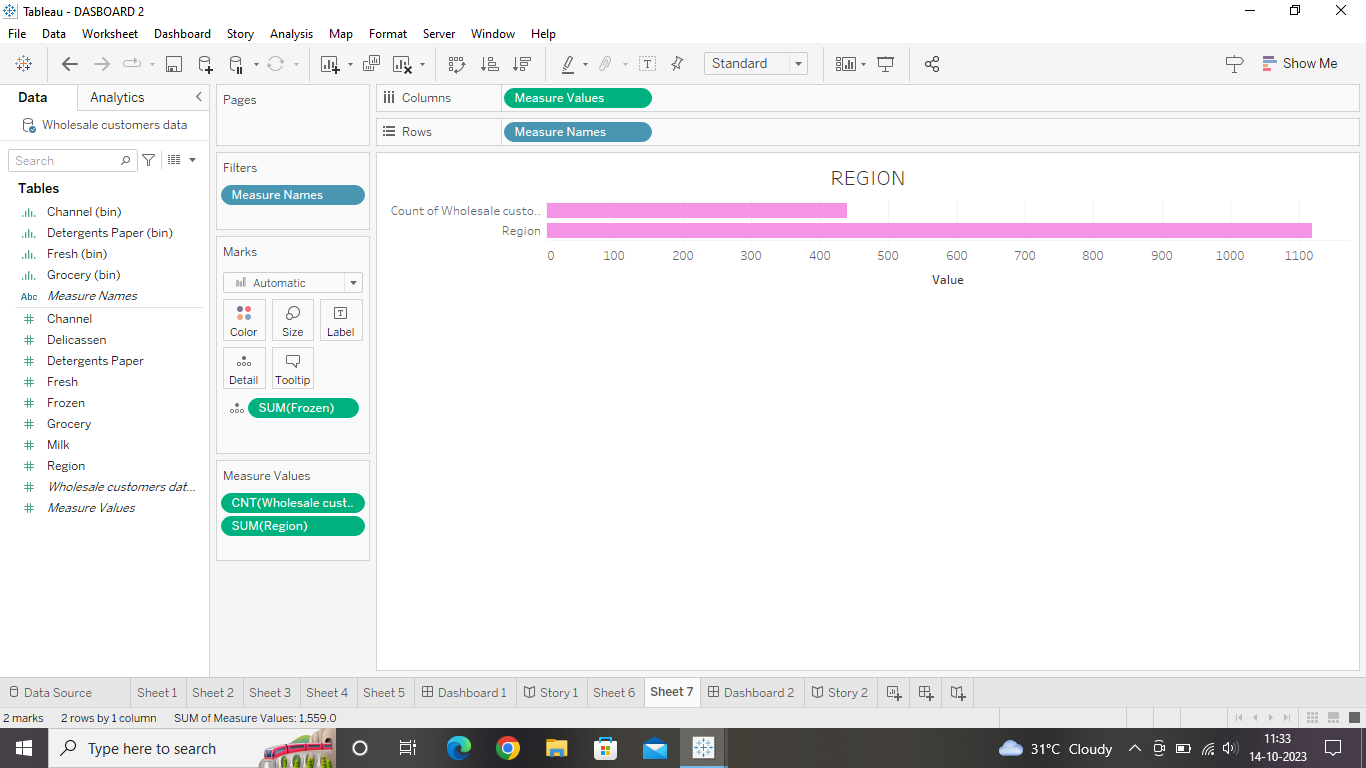 Tableau - DASBOARD 2
File Data Worksheet Dashboard Story Analysis Map Format Server Window Help
Standard
Show Me
Data Analytics
Wholesale customers data
Search
Tables
Channel (bin)
Detergents Paper (bin)
Fresh (bin)
Grocery (bin)
Abc Measure Names
Channel
Delicassen
Detergents Paper
Fresh
Frozen
Grocery
Milk
Region
Wholesale customers dat...
Measure Values
Pages
Filters
Measure Names
Marks
Automatic
Color Size Label
Detail Tooltip
SUM(Frozen)
Measure Values
CNT(Wholesale cust..
SUM(Region)
Columns Measure Values
Rows Measure Names
REGION
Count of Wholesale custo..
Region
0 100 200 300 400 500 600 700 800 900 1000 1100
Value
Data Source Sheet 1 Sheet 2 Sheet 3 Sheet 4 Sheet 5 Dashboard 1 Story 1 Sheet 6 Sheet 7 Dashboard 2 Story 2
2 marks 2 rows by 1 column SUM of Measure Values: 1,559.0
Type here to search
31°C Cloudy
11:33
14-10-2023